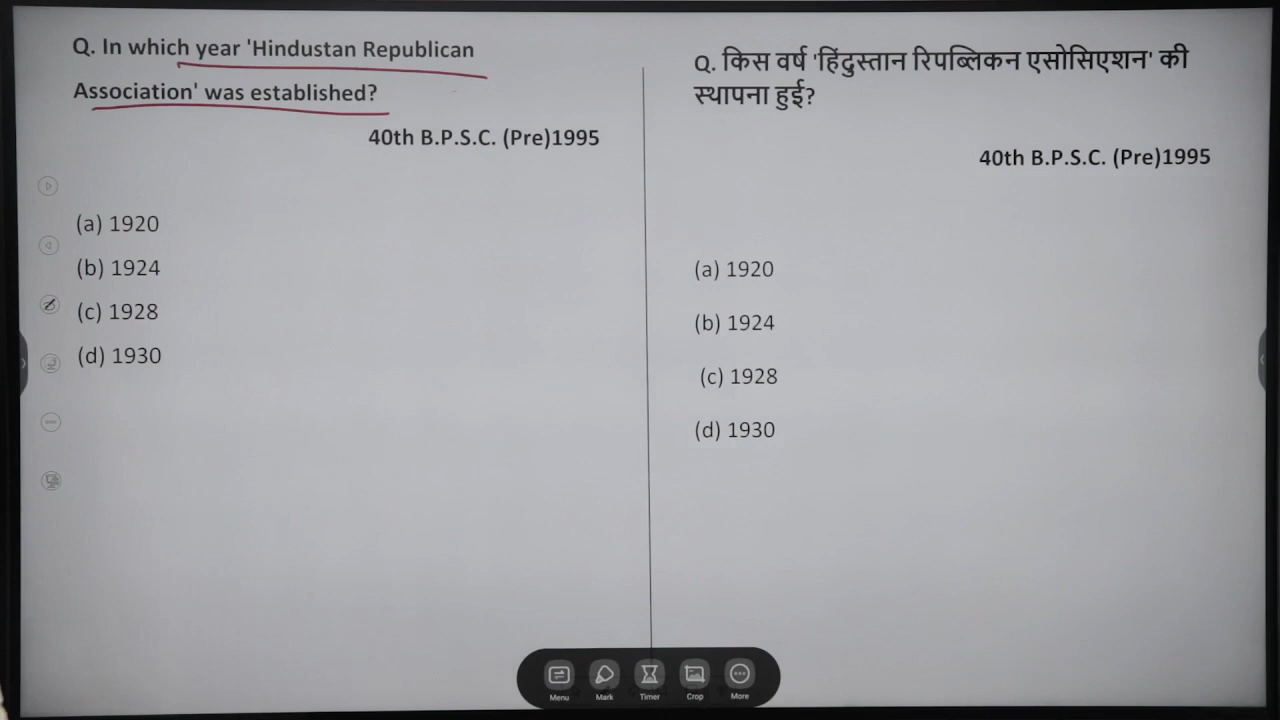 Q. In which year 'Hindustan Republican
Association' was established?
40th B.P.S.C. (Pre)1995
(a) 1920
(b) 1924
(c) 1928
(d) 1930
Q. किस वर्ष 'हिंदुस्तान रिपब्लिकन एसोसिएशन' की
स्थापना हुई?
40th B.P.S.C. (Pre)1995
(a) 1920
(b) 1924
(c) 1928
(d) 1930
Menu Mark Timer Crop More